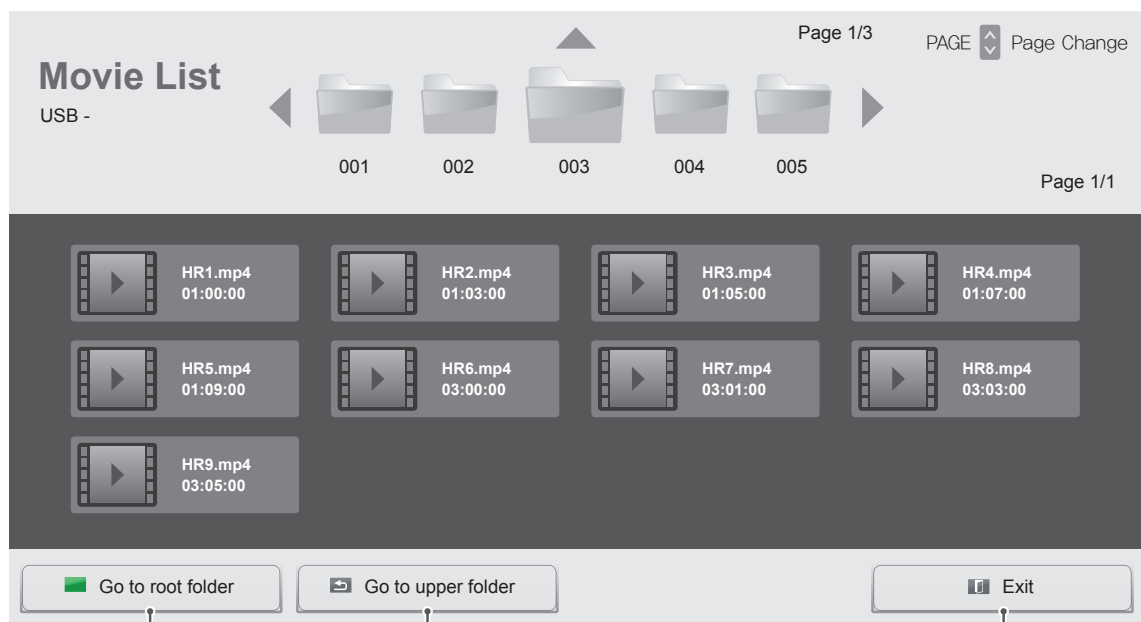 Page 1/3
PAGE Page Change
Movie List
USB -
001 002 003 004 005
Page 1/1
HR1.mp4
01:00:00
HR2.mp4
01:03:00
HR3.mp4
01:05:00
HR4.mp4
01:07:00
HR5.mp4
01:09:00
HR6.mp4
03:00:00
HR7.mp4
03:01:00
HR8.mp4
03:03:00
HR9.mp4
03:05:00
Go to root folder
Go to upper folder
Exit